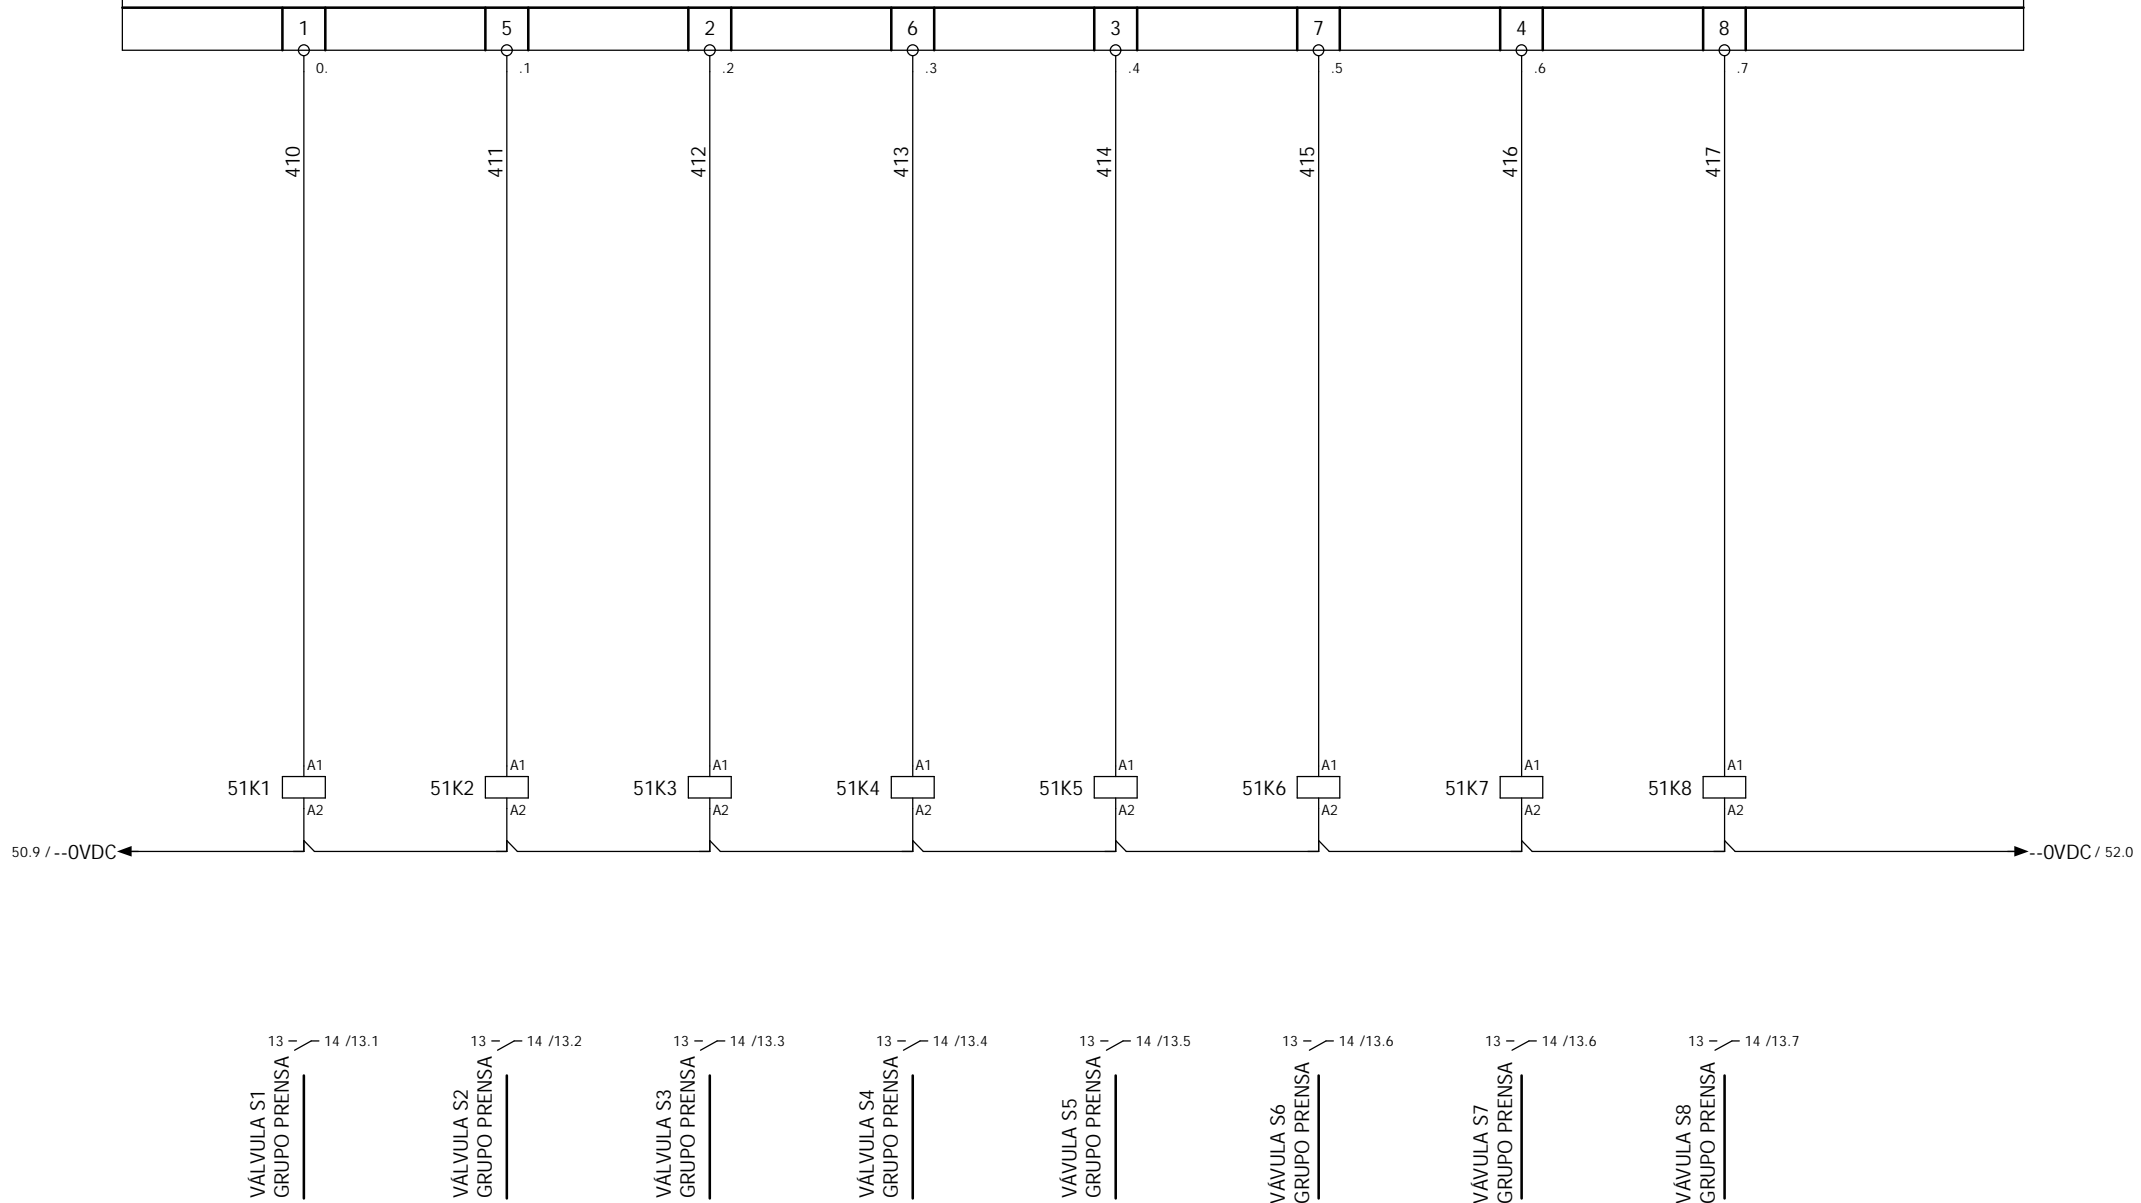 1 5 2 6 3 7 4 8
0. .1 .2 .3 .4 .5 .6 .7
410 411 412 413 414 415 416 417
A1 A1 A1 A1 A1 A1 A1 A1
51K1 51K2 51K3 51K4 51K5 51K6 51K7 51K8
A2 A2 A2 A2 A2 A2 A2 A2
50.9 / --0VDC --0VDC / 52.0
13 14 /13.1 13 14 /13.2 13 14 /13.3 13 14 /13.4 13 14 /13.5 13 14 /13.6 13 14 /13.6 13 14 /13.7
VÁLVULA S1
GRUPO PRENSA
VÁLVULA S2
GRUPO PRENSA
VÁLVULA S3
GRUPO PRENSA
VÁLVULA S4
GRUPO PRENSA
VÁVULA S5
GRUPO PRENSA
VÁVULA S6
GRUPO PRENSA
VÁVULA S7
GRUPO PRENSA
VÁVULA S8
GRUPO PRENSA